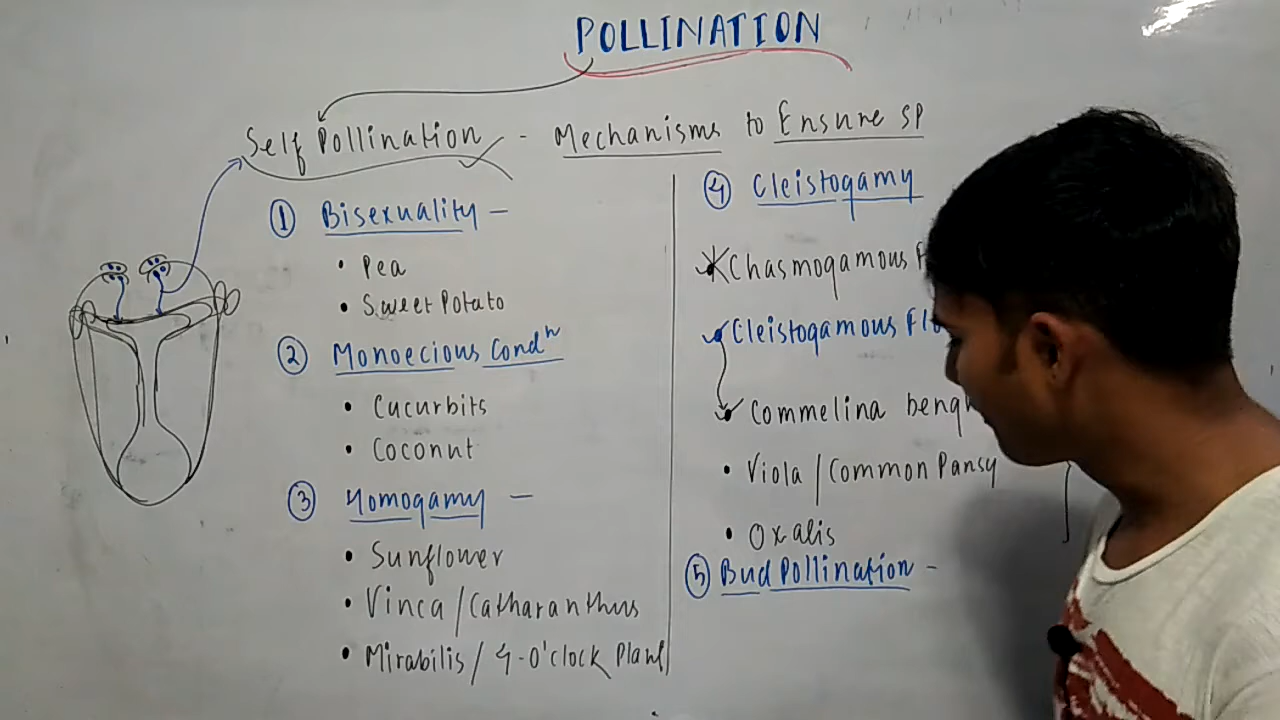 POLLINATION
Self Pollination - Mechanisms to Ensure SP
① Bisexuality -
• Pea
• Sweet Potato
② Monoecious Condⁿ
• Cucurbits
• Coconut
③ Homogamy -
• Sunflower
• Vinca / Catharanthus
• Mirabilis / 4-O'clock Plant
④ Cleistogamy
Chasmogamous
Cleistogamous
Commelina
• Viola / Common Pansy
• Oxalis
⑤ Bud Pollination -